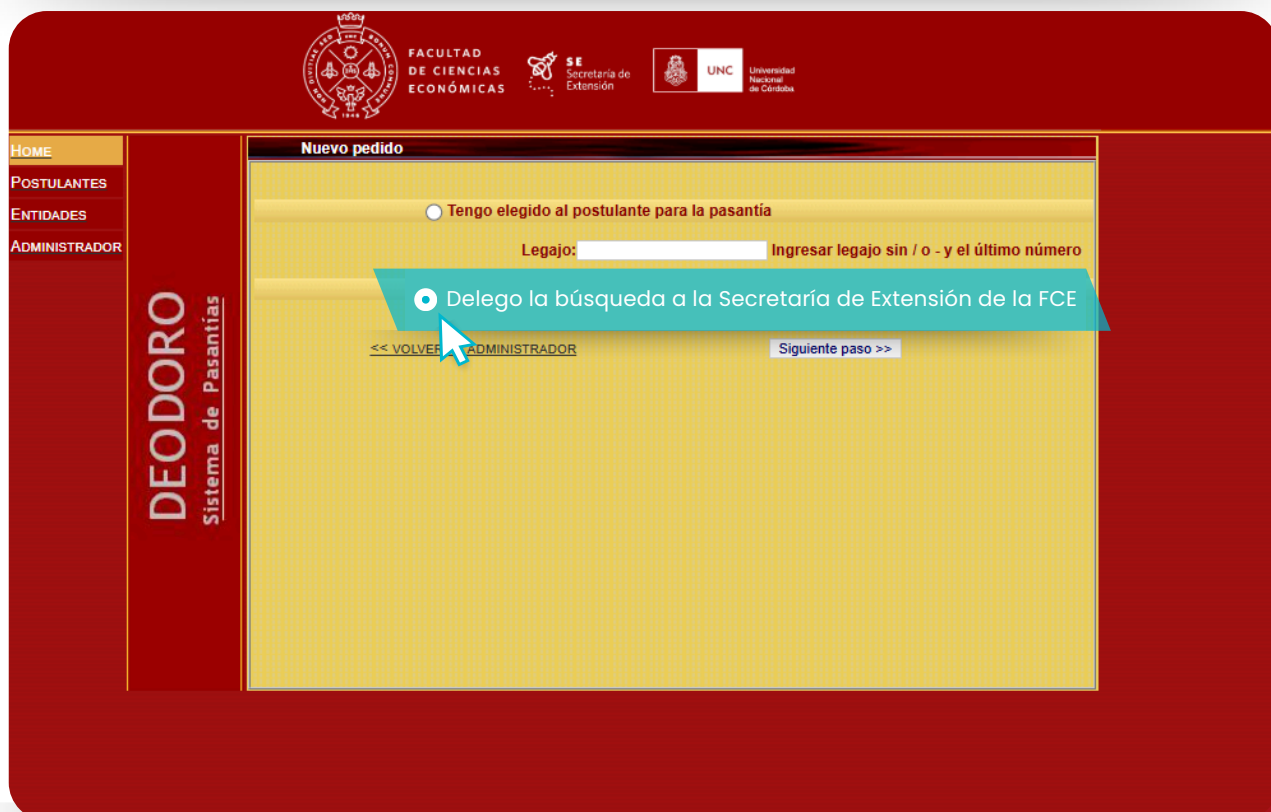 FACULTAD
DE CIENCIAS
ECONÓMICAS
SE
Secretaría de
Extensión
UNC
Universidad
Nacional
de Córdoba
HOME
POSTULANTES
ENTIDADES
ADMINISTRADOR
DEODORO
Sistema de Pasantías
Nuevo pedido
Tengo elegido al postulante para la pasantía
Legajo: Ingresar legajo sin / o - y el último número
Delego la búsqueda a la Secretaría de Extensión de la FCE
<< VOLVER ADMINISTRADOR
Siguiente paso >>